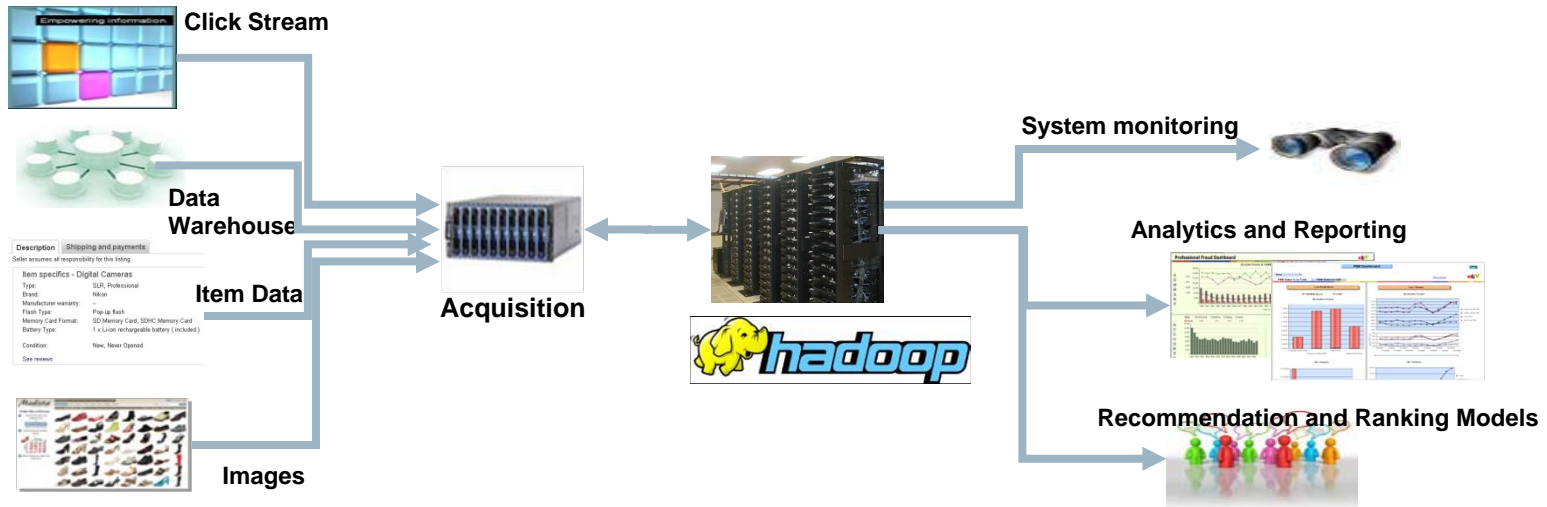 Empowering information.
Click Stream
Data
Warehouse
Description Shipping and payments
Seller assumes all responsibility for this listing.
Item specifics - Digital Cameras
Type: SLR, Professional
Brand: Nikon
Manufacturer warranty: --
Flash Type: Pop-up flash
Memory Card Format: SD Memory Card, SDHC Memory Card
Battery Type: 1 x Li-ion rechargeable battery ( included )
Condition: New, Never Opened
See reviews
Item Data
Images
Acquisition
hadoop
System monitoring
Analytics and Reporting
Professional Fraud Dashboard
Recommendation and Ranking Models